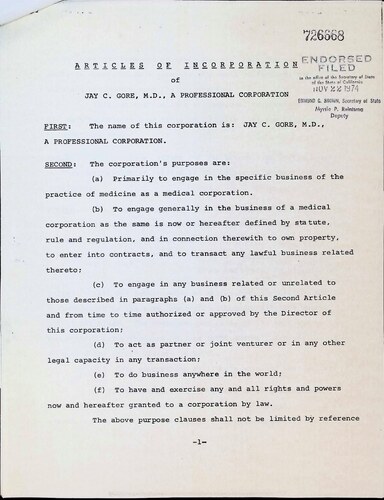 726668
ENDORSED
FILED
In the office of the Secretary of State
of the State of California
NOV 22 1974
EDMUND G. BROWN, Secretary of State
Deputy
ARTICLES OF INCORPORATION
of
JAY C. GORE, M.D., A PROFESSIONAL CORPORATION
FIRST: The name of this corporation is: JAY C. GORE, M.D.,
A PROFESSIONAL CORPORATION.
SECOND: The corporation's purposes are:
(a) Primarily to engage in the specific business of the
practice of medicine as a medical corporation.
(b) To engage generally in the business of a medical
corporation as the same is now or hereafter defined by statute,
rule and regulation, and in connection therewith to own property,
to enter into contracts, and to transact any lawful business related
thereto;
(c) To engage in any business related or unrelated to
those described in paragraphs (a) and (b) of this Second Article
and from time to time authorized or approved by the Director of
this corporation;
(d) To act as partner or joint venturer or in any other
legal capacity in any transaction;
(e) To do business anywhere in the world;
(f) To have and exercise any and all rights and powers
now and hereafter granted to a corporation by law.
The above purpose clauses shall not be limited by reference
-1-